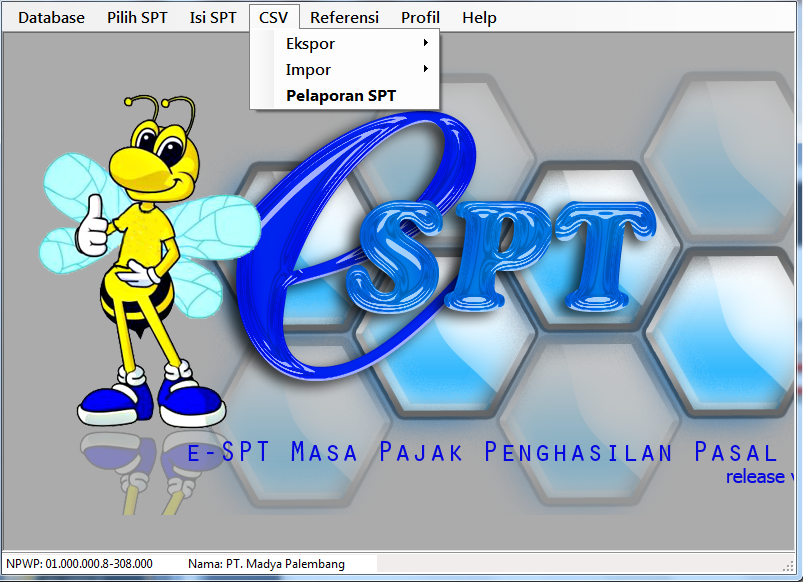 Database Pilih SPT Isi SPT CSV Referensi Profil Help
Ekspor
Impor
Pelaporan SPT
eSPT
e-SPT Masa Pajak Penghasilan Pasal
release v
NPWP: 01.000.000.8-308.000 Nama: PT. Madya Palembang